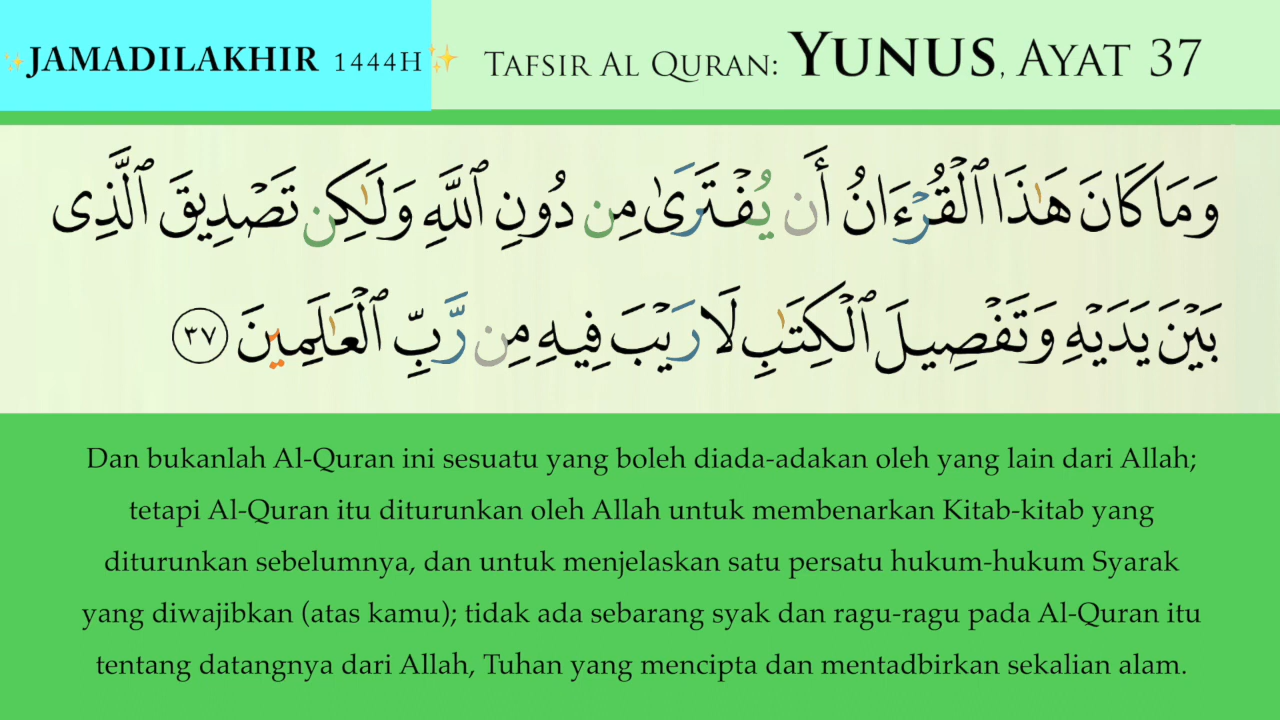 ✨JAMADILAKHIR 1444H✨ TAFSIR AL QURAN: YUNUS, AYAT 37
وَمَا كَانَ هَٰذَا ٱلْقُرْءَانُ أَن يُفْتَرَىٰ مِن دُونِ ٱللَّهِ وَلَٰكِن تَصْدِيقَ ٱلَّذِى
بَيْنَ يَدَيْهِ وَتَفْصِيلَ ٱلْكِتَٰبِ لَا رَيْبَ فِيهِ مِن رَّبِّ ٱلْعَٰلَمِينَ ٣٧
Dan bukanlah Al-Quran ini sesuatu yang boleh diada-adakan oleh yang lain dari Allah;
tetapi Al-Quran itu diturunkan oleh Allah untuk membenarkan Kitab-kitab yang
diturunkan sebelumnya, dan untuk menjelaskan satu persatu hukum-hukum Syarak
yang diwajibkan (atas kamu); tidak ada sebarang syak dan ragu-ragu pada Al-Quran itu
tentang datangnya dari Allah, Tuhan yang mencipta dan mentadbirkan sekalian alam.